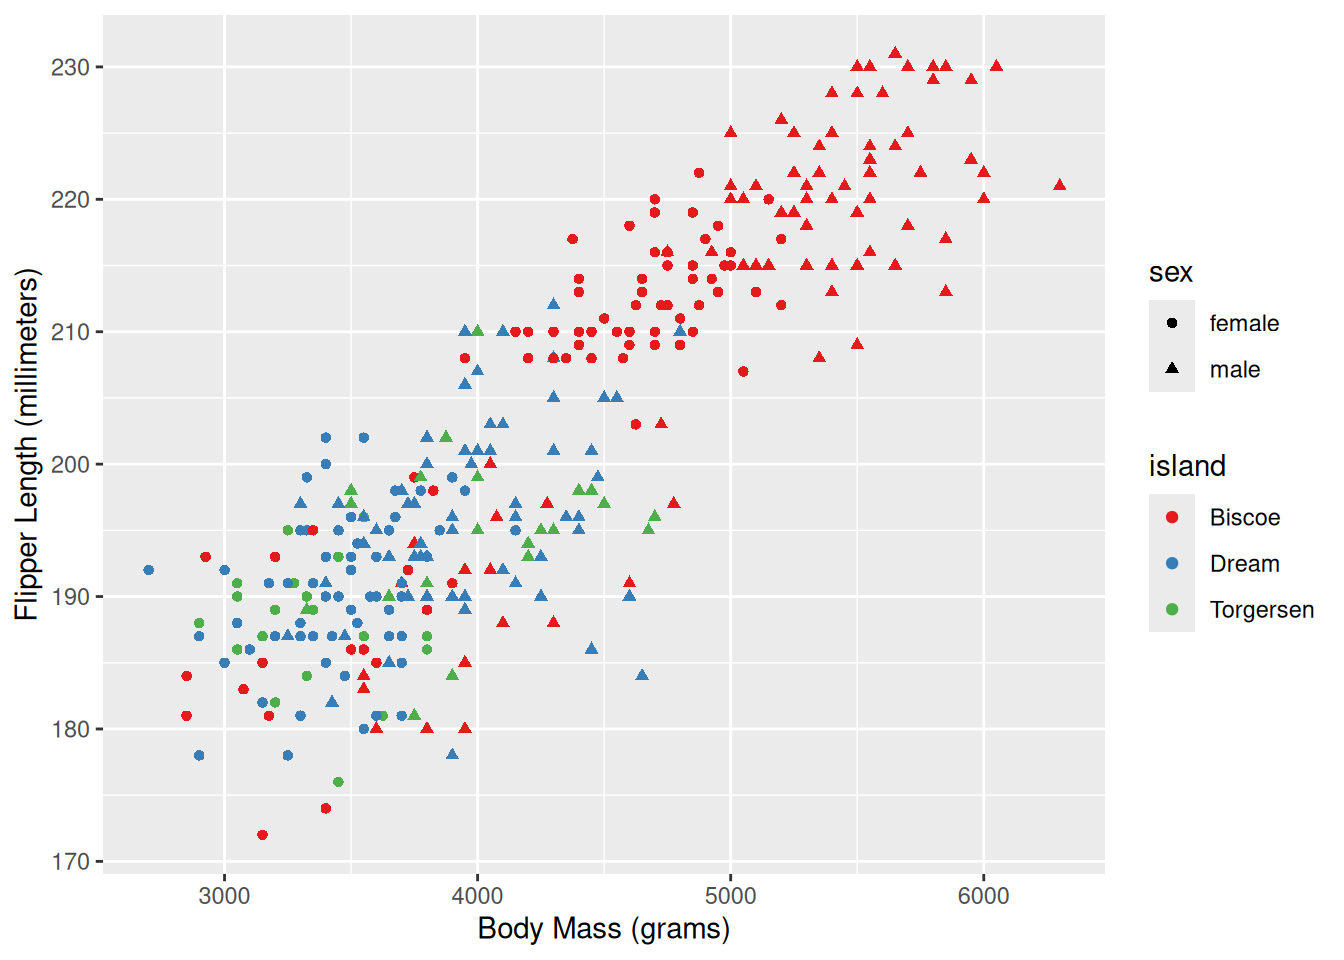 230
220
210
200
190
180
170
3000
4000
5000
6000
Body Mass (grams)
Flipper Length (millimeters)
sex
female
male
island
Biscoe
Dream
Torgersen